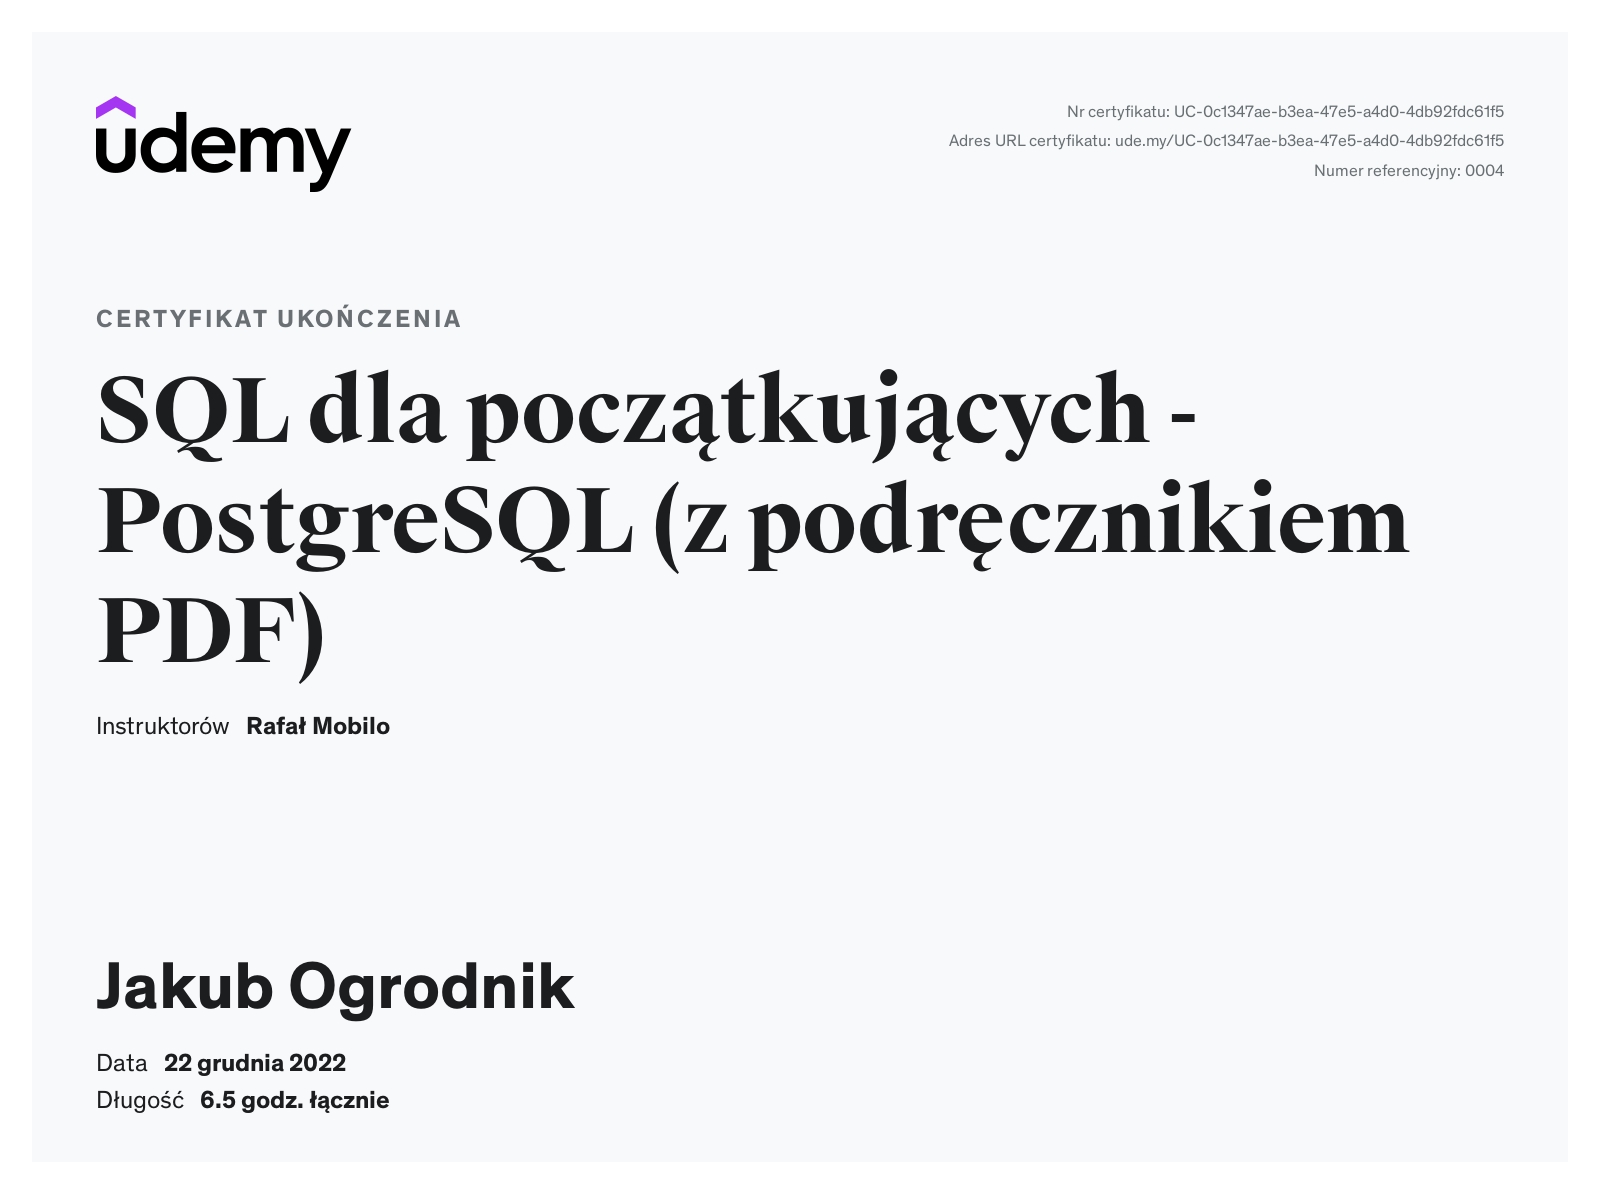 udemy
Nr certyfikatu: UC-0c1347ae-b3ea-47e5-a4d0-4db92fdc61f5
Adres URL certyfikatu: ude.my/UC-0c1347ae-b3ea-47e5-a4d0-4db92fdc61f5
Numer referencyjny: 0004
CERTYFIKAT UKOŃCZENIA
SQL dla początkujących -
PostgreSQL (z podręcznikiem
PDF)
Instruktorów Rafał Mobilo
Jakub Ogrodnik
Data 22 grudnia 2022
Długość 6.5 godz. łącznie